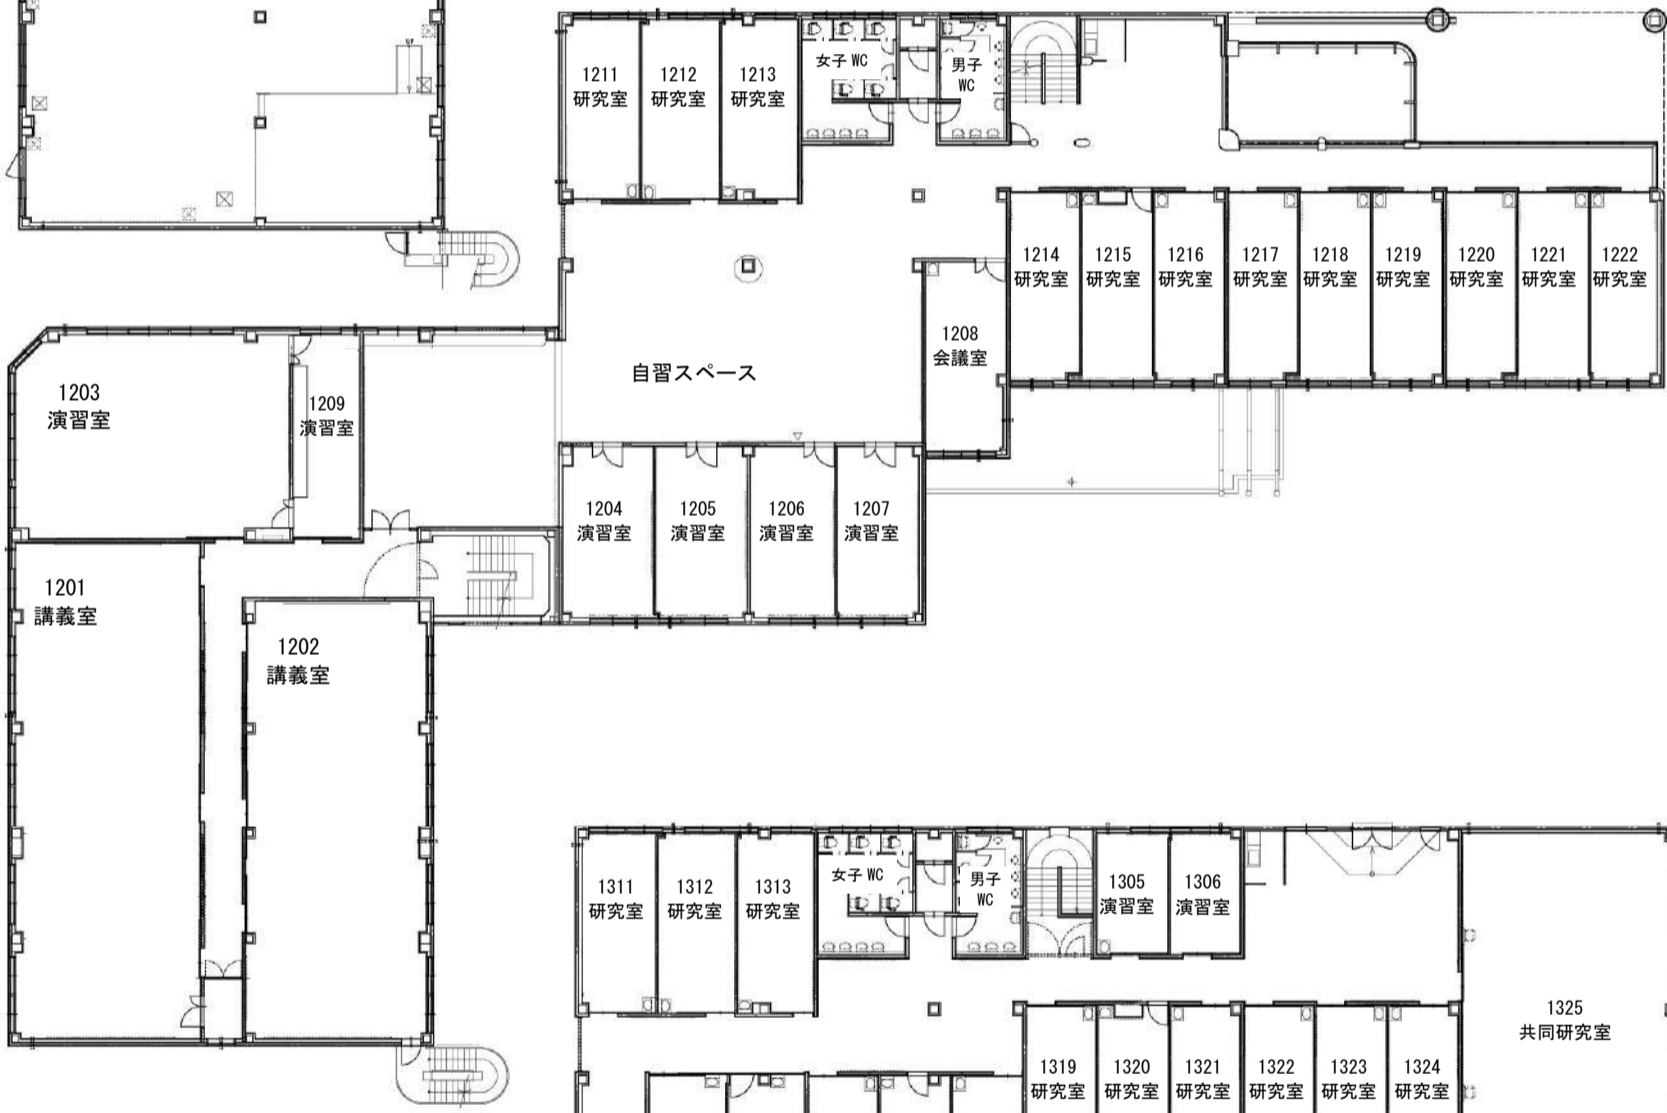 UP
1211
研究室
1212
研究室
1213
研究室
女子 WC
男子
WC
1214
研究室
1215
研究室
1216
研究室
1217
研究室
1218
研究室
1219
研究室
1220
研究室
1221
研究室
1222
研究室
1208
会議室
自習スペース
1203
演習室
1209
演習室
1204
演習室
1205
演習室
1206
演習室
1207
演習室
1201
講義室
1202
講義室
1311
研究室
1312
研究室
1313
研究室
女子 WC
男子
WC
1305
演習室
1306
演習室
1325
共同研究室
1319
研究室
1320
研究室
1321
研究室
1322
研究室
1323
研究室
1324
研究室